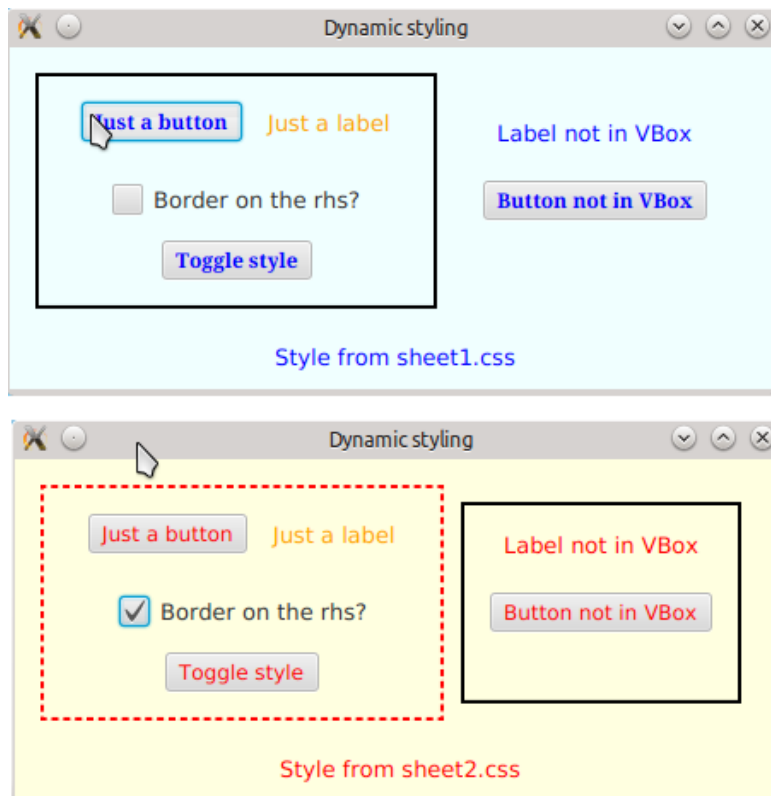 Dynamic styling
Just a button Just a label
Label not in VBox
Border on the rhs?
Button not in VBox
Toggle style
Style from sheet1.css
Dynamic styling
Just a button Just a label
Label not in VBox
Border on the rhs?
Button not in VBox
Toggle style
Style from sheet2.css